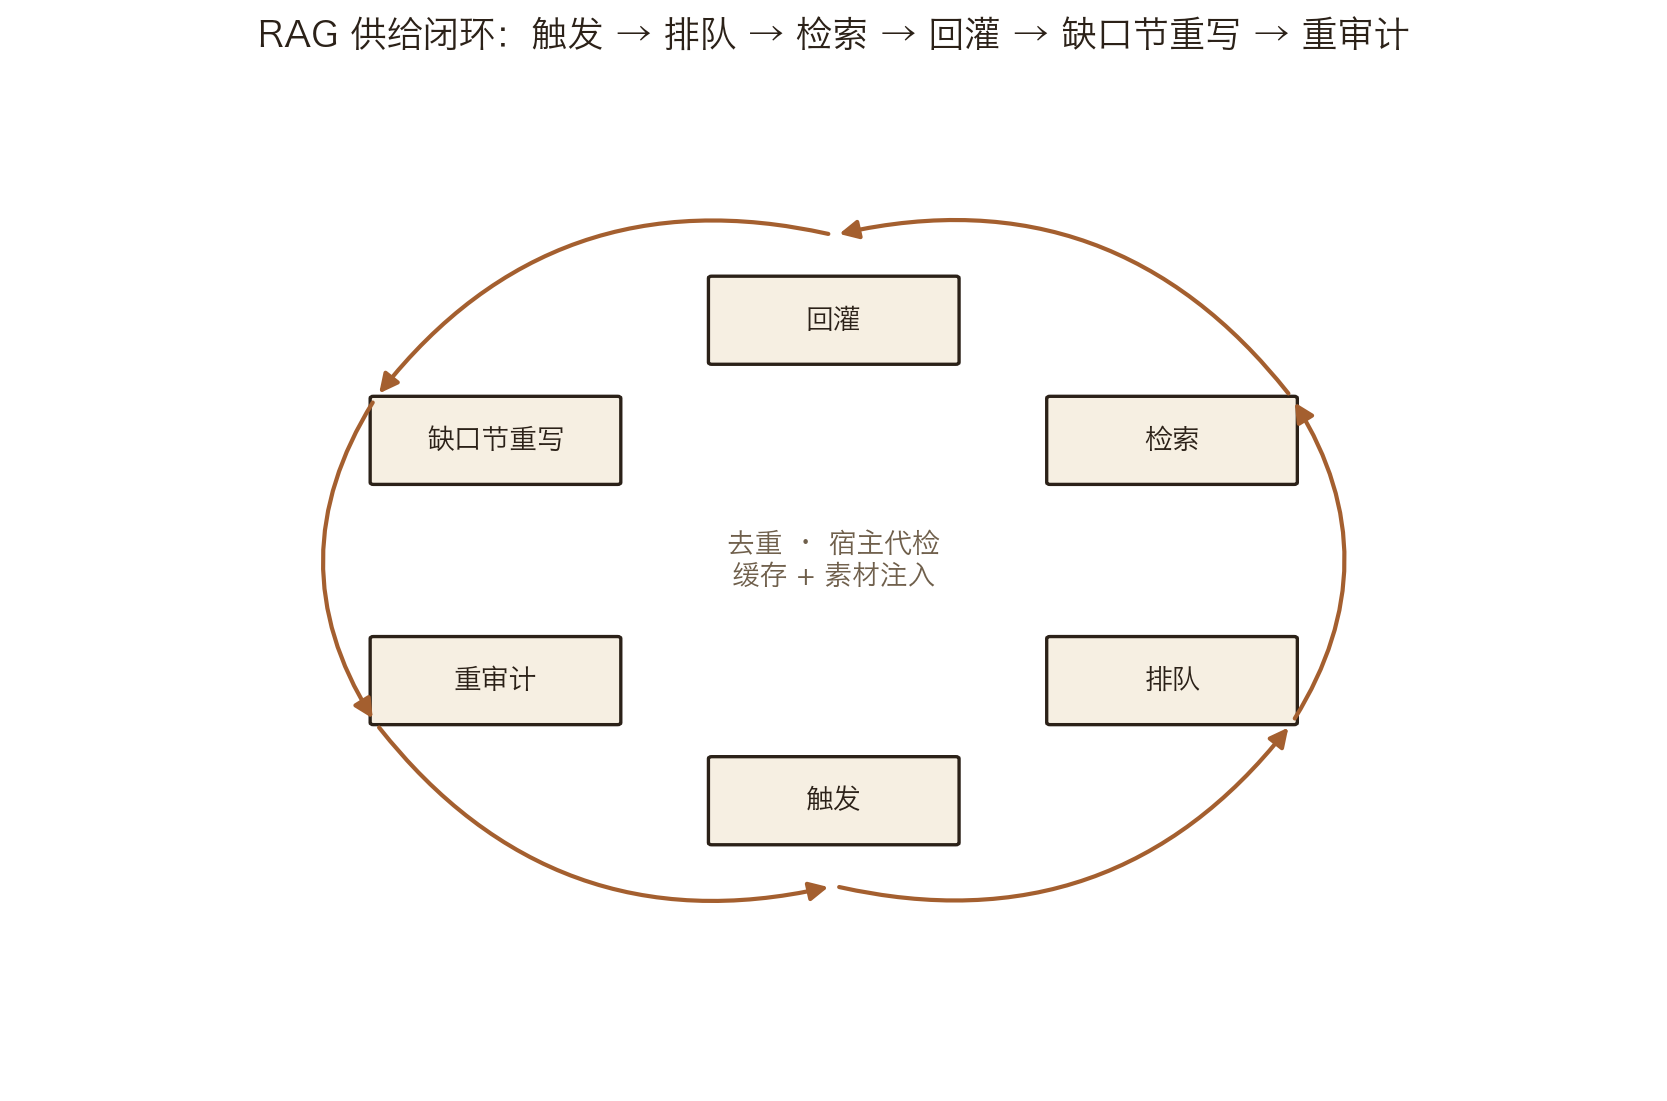 RAG 供给闭环：触发 → 排队 → 检索 → 回灌 → 缺口节重写 → 重审计
回灌
缺口节重写
检索
去重 · 宿主代检
缓存 + 素材注入
重审计
排队
触发